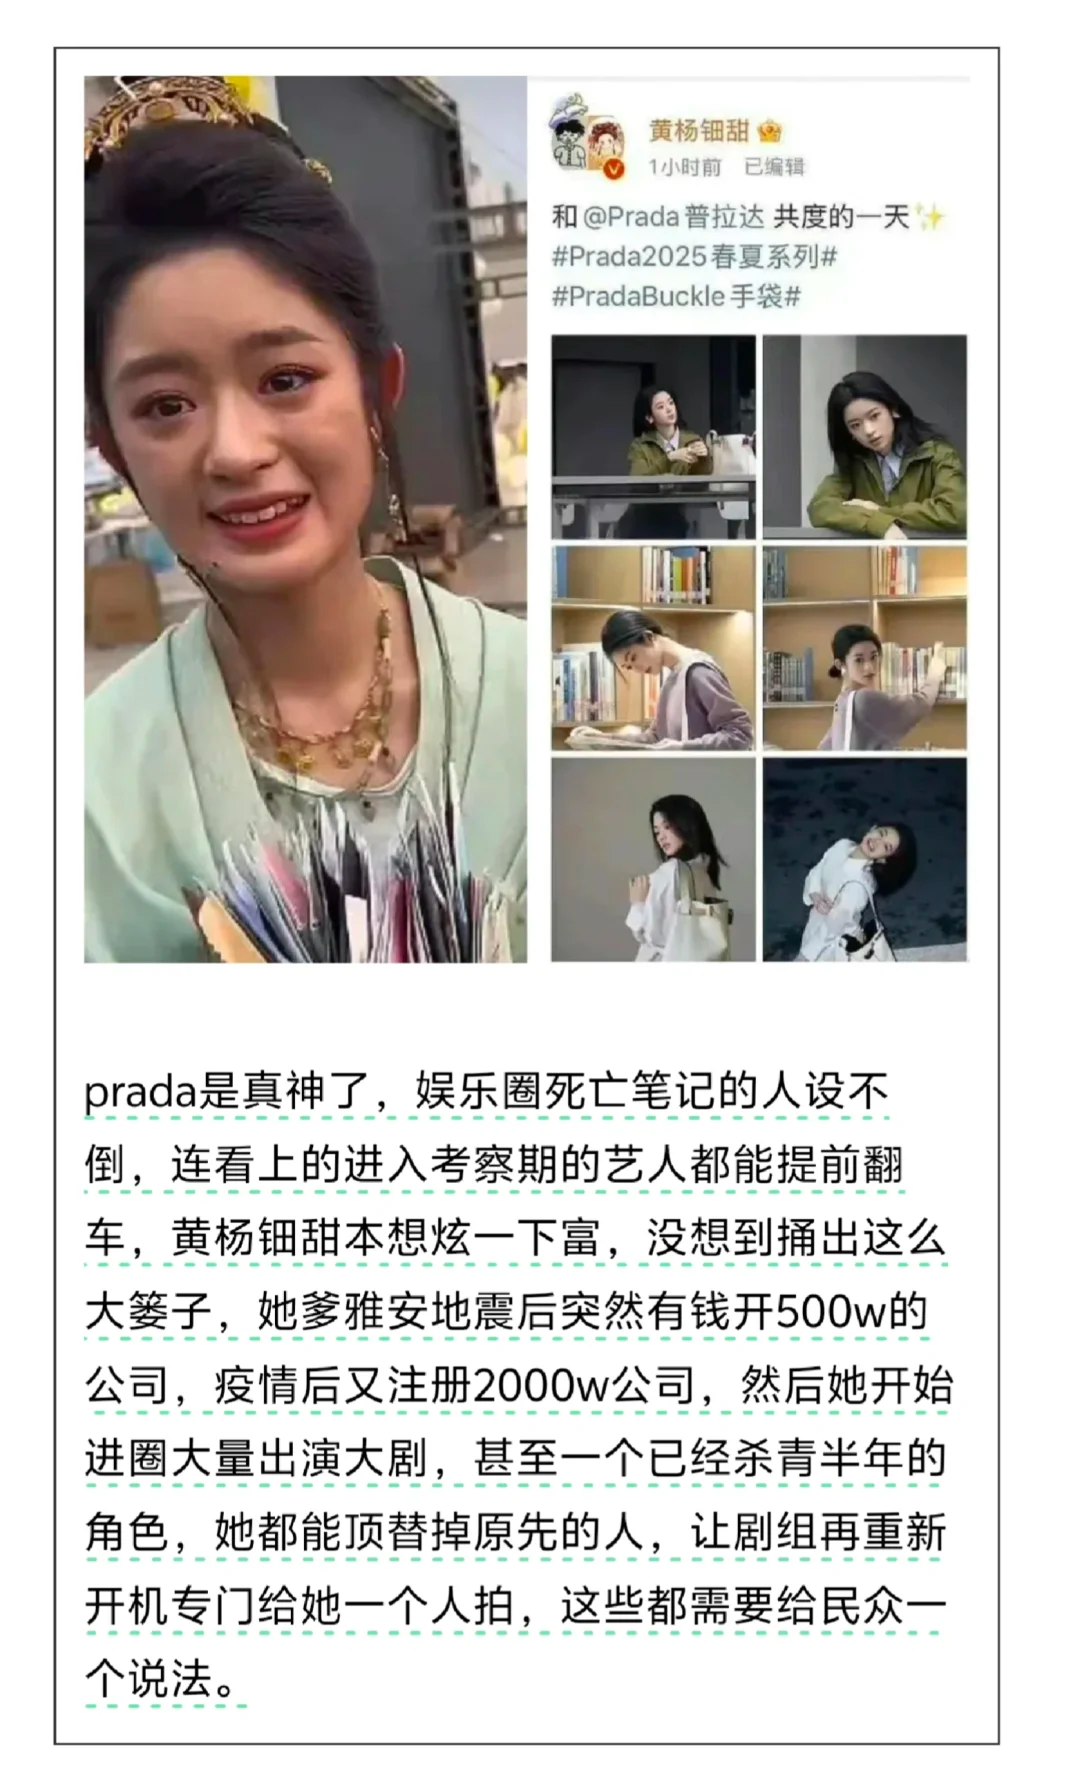 黄杨钿甜
1小时前 已编辑
和@Prada普拉达 共度的一天✨
#Prada2025春夏系列#
#PradaBuckle手袋#
prada是真神了，娱乐圈死亡笔记的人设不
倒，连看上的进入考察期的艺人都能提前翻
车，黄杨钿甜本想炫一下富，没想到捅出这么
大篓子，她爹雅安地震后突然有钱开500w的
公司，疫情后又注册2000w公司，然后她开始
进圈大量出演大剧，甚至一个已经杀青半年的
角色，她都能顶替掉原先的人，让剧组再重新
开机专门给她一个人拍，这些都需要给民众一
个说法。